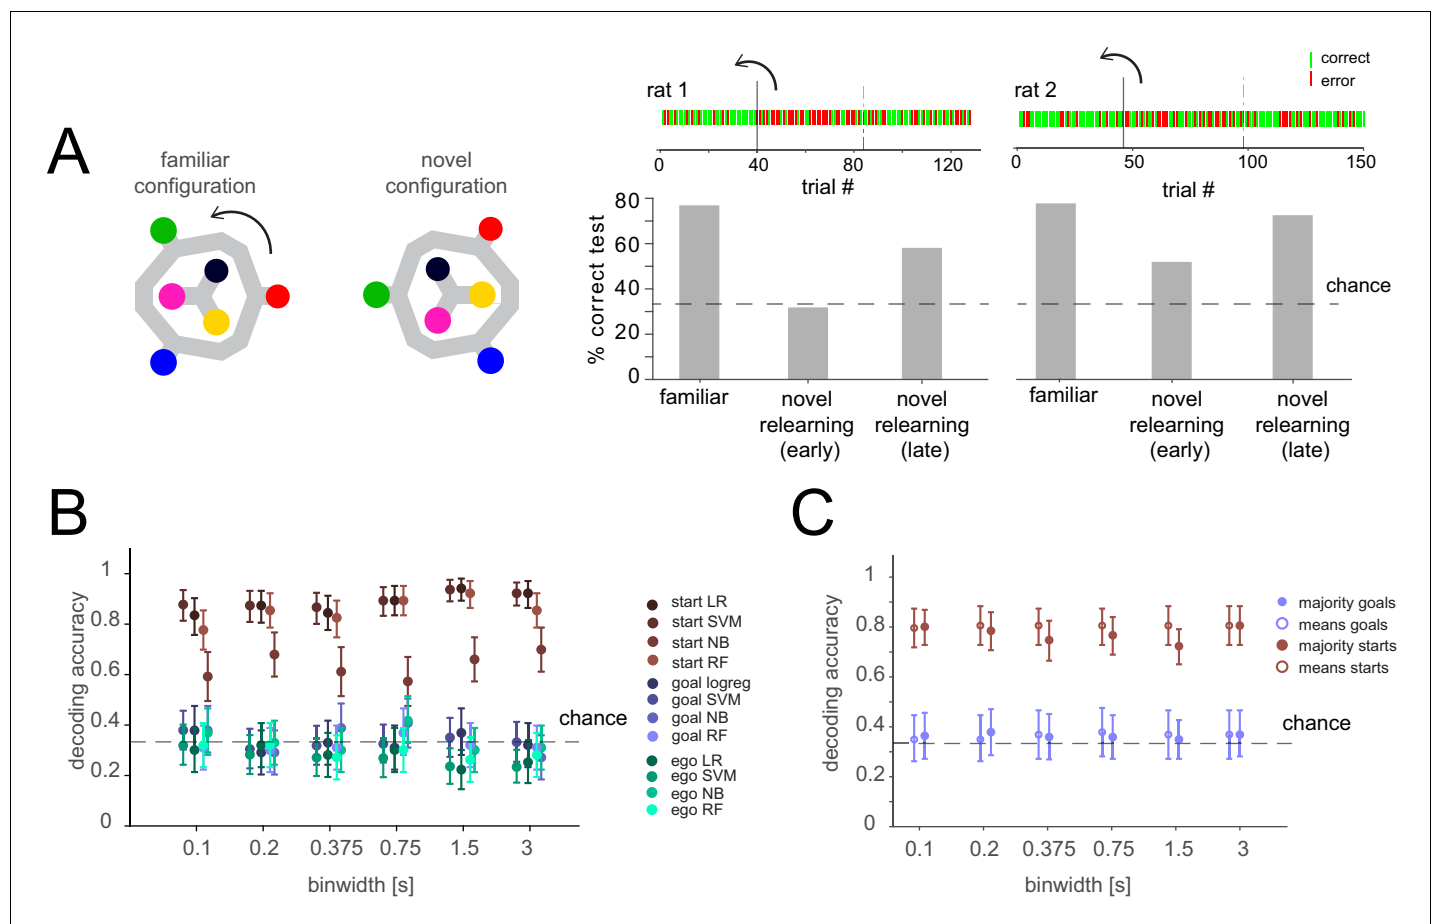 A
familiar
configuration
novel
configuration
rat 1
0
40
80
120
trial #
rat 2
correct
error
0
50
100
150
trial #
% correct test
80
60
40
20
0
chance
familiar
novel
relearning
(early)
novel
relearning
(late)
familiar
novel
relearning
(early)
novel
relearning
(late)
B
decoding accuracy
1
0.8
0.6
0.4
0.2
0
chance
0.1
0.2
0.375
0.75
1.5
3
binwidth [s]
start LR
start SVM
start NB
start RF
goal logreg
goal SVM
goal NB
goal RF
ego LR
ego SVM
ego NB
ego RF
C
decoding accuracy
1
0.8
0.6
0.4
0.2
0
chance
0.1
0.2
0.375
0.75
1.5
3
binwidth [s]
majority goals
means goals
majority starts
means starts